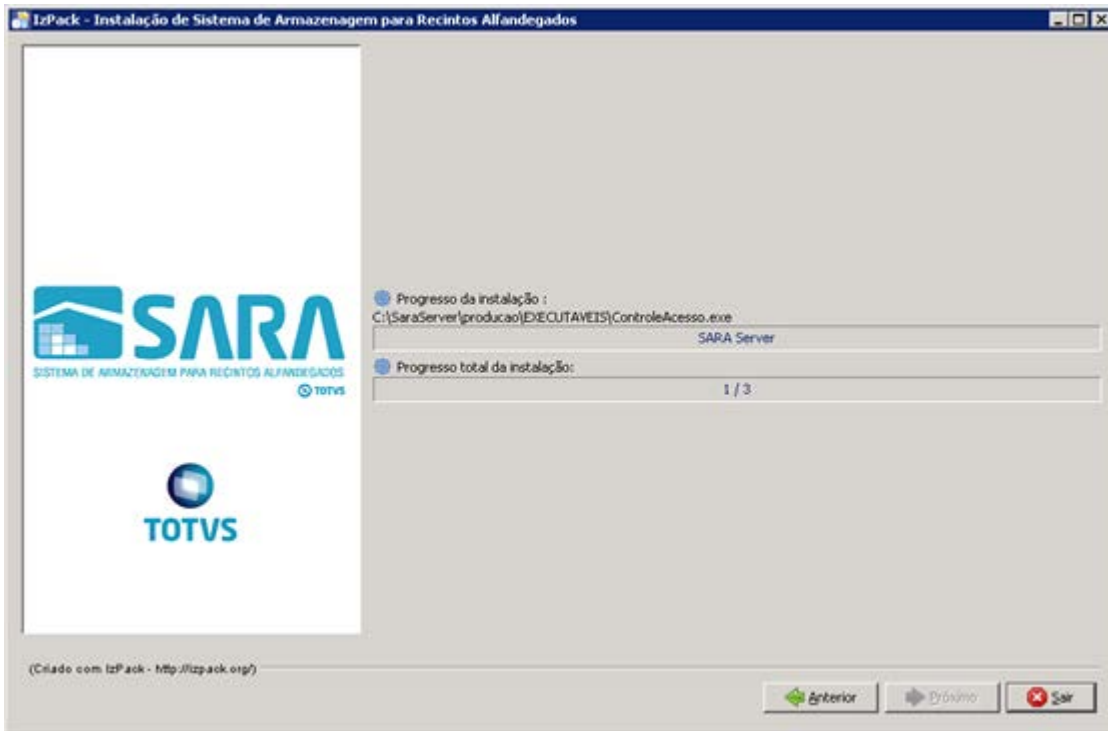 IzPack - Instalação de Sistema de Armazenagem para Recintos Alfandegados
SARA
SISTEMA DE ARMAZENAGEM PARA RECINTOS ALFANDEGADOS
TOTVS
TOTVS
Progresso da instalação :
C:\SaraServer\producao\EXECUTAVEIS\ControleAcesso.exe
SARA Server
Progresso total da instalação:
1 / 3
(Criado com IzPack - http://izpack.org/)
Anterior
Próximo
Sair